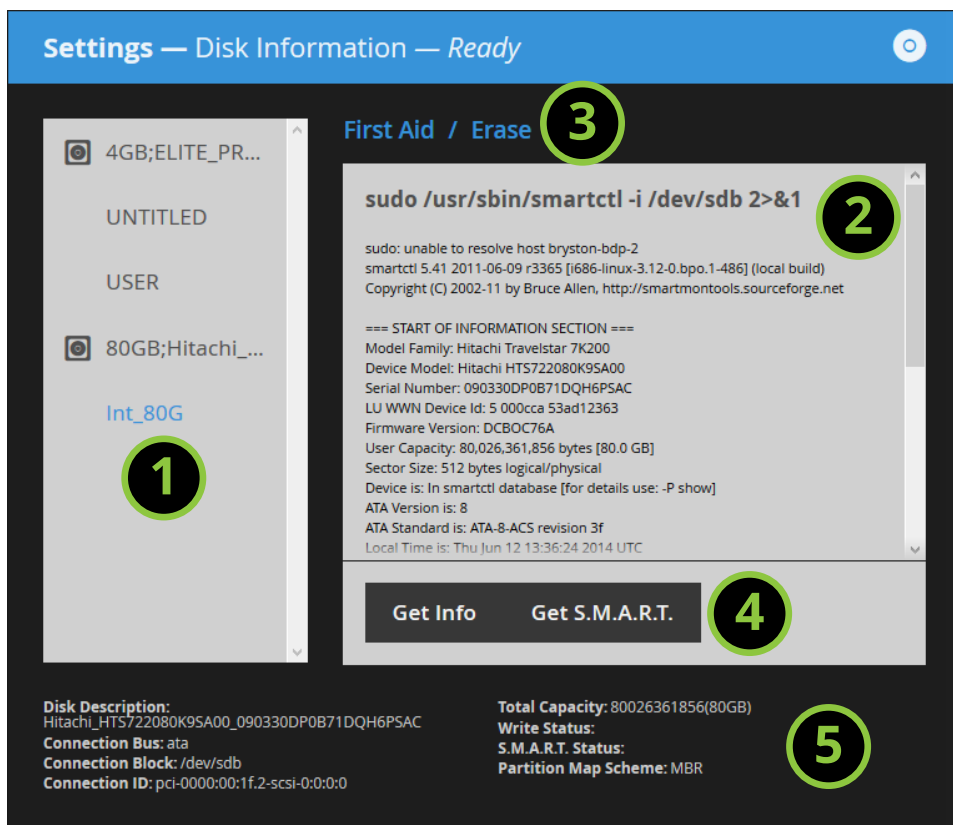 Settings — Disk Information — Ready
First Aid / Erase
3
4GB;ELITE_PR...
UNTITLED
USER
80GB;Hitachi_...
Int_80G
1
sudo /usr/sbin/smartctl -i /dev/sdb 2>&1
2
sudo: unable to resolve host bryston-bdp-2
smartctl 5.41 2011-06-09 r3365 [i686-linux-3.12-0.bpo.1-486] (local build)
Copyright (C) 2002-11 by Bruce Allen, http://smartmontools.sourceforge.net
=== START OF INFORMATION SECTION ===
Model Family: Hitachi Travelstar 7K200
Device Model: Hitachi HTS722080K9SA00
Serial Number: 090330DP0B71DQH6PSAC
LU WWN Device Id: 5 000cca 53ad12363
Firmware Version: DCBOC76A
User Capacity: 80,026,361,856 bytes [80.0 GB]
Sector Size: 512 bytes logical/physical
Device is: In smartctl database [for details use: -P show]
ATA Version is: 8
ATA Standard is: ATA-8-ACS revision 3f
Local Time is: Thu Jun 12 13:36:24 2014 UTC
Get Info
Get S.M.A.R.T.
4
Disk Description:
Hitachi_HTS722080K9SA00_090330DP0B71DQH6PSAC
Connection Bus: ata
Connection Block: /dev/sdb
Connection ID: pci-0000:00:1f.2-scsi-0:0:0:0
Total Capacity: 80026361856(80GB)
Write Status:
S.M.A.R.T. Status:
Partition Map Scheme: MBR
5